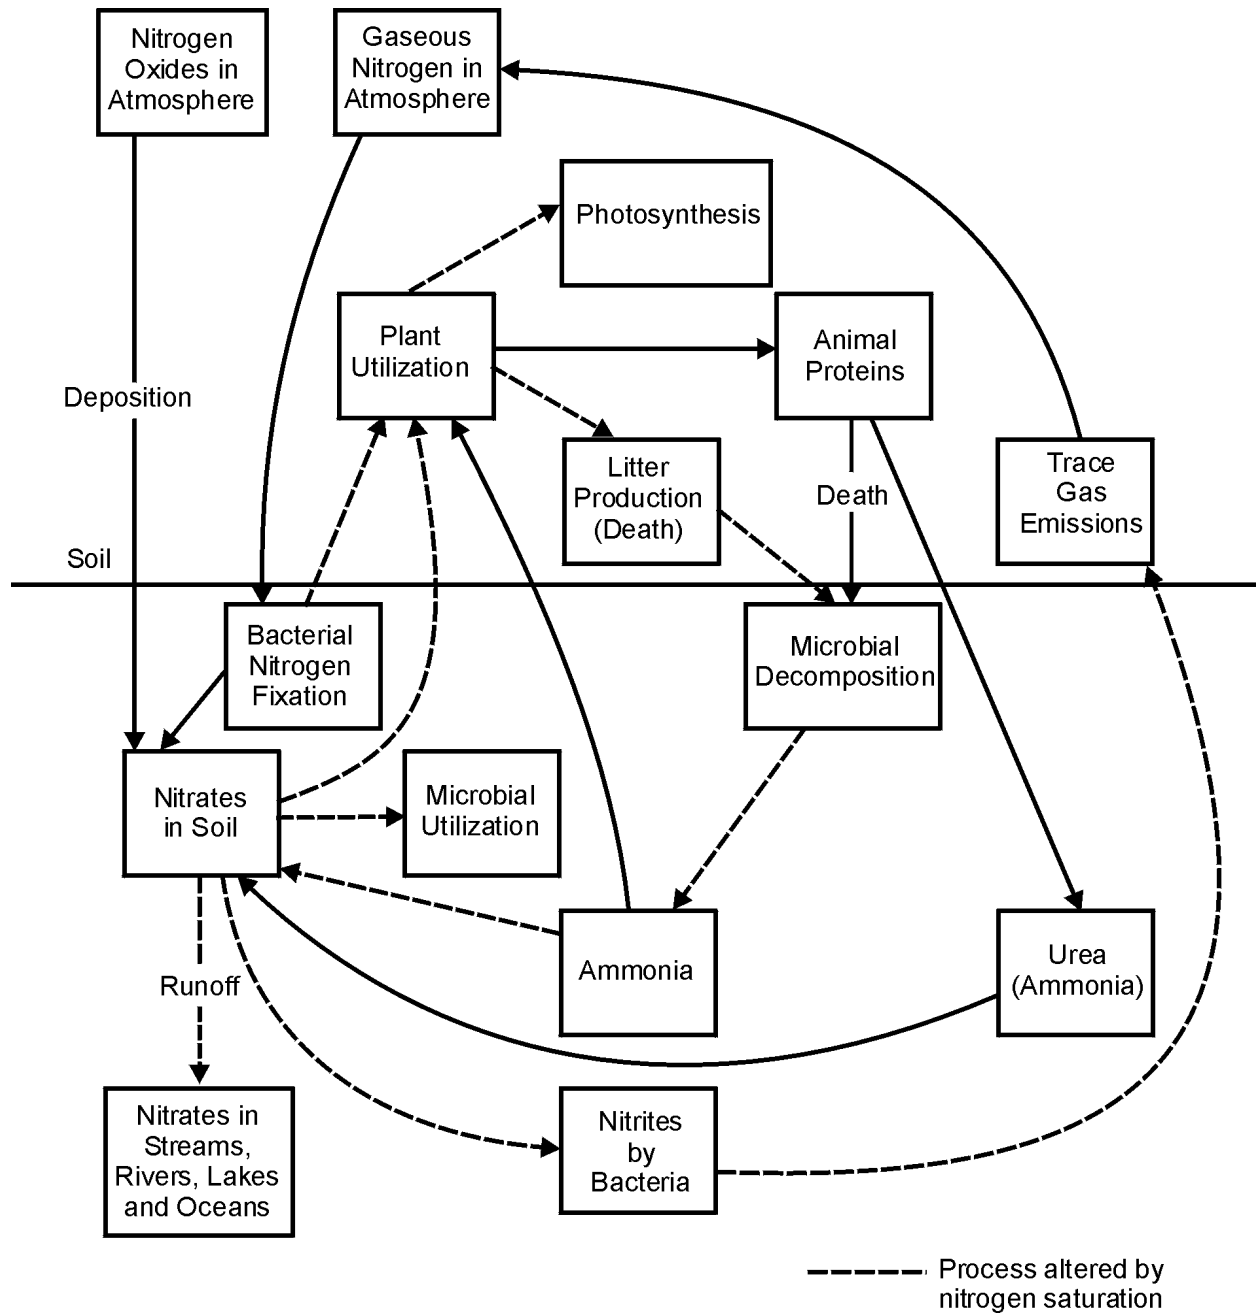 Nitrogen
Oxides in
Atmosphere
Gaseous
Nitrogen in
Atmosphere
Photosynthesis
Plant
Utilization
Animal
Proteins
Deposition
Litter
Production
(Death)
Death
Trace
Gas
Emissions
Soil
Bacterial
Nitrogen
Fixation
Microbial
Decomposition
Nitrates
in Soil
Microbial
Utilization
Ammonia
Urea
(Ammonia)
Runoff
Nitrates in
Streams,
Rivers, Lakes
and Oceans
Nitrites
by
Bacteria
Process altered by
nitrogen saturation